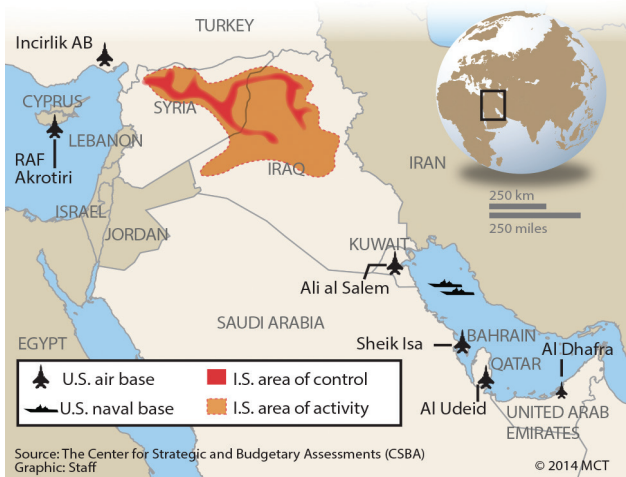 TURKEY
Incirlik AB
CYPRUS
SYRIA
LEBANON
RAF
Akrotiri
IRAQ
IRAN
250 km
250 miles
ISRAEL
JORDAN
KUWAIT
Ali al Salem
SAUDI ARABIA
EGYPT
Sheik Isa
BAHRAIN
Al Dhafra
QATAR
U.S. air base
I.S. area of control
U.S. naval base
I.S. area of activity
Al Udeid
UNITED ARAB
EMIRATES
Source: The Center for Strategic and Budgetary Assessments (CSBA)
Graphic: Staff
© 2014 MCT